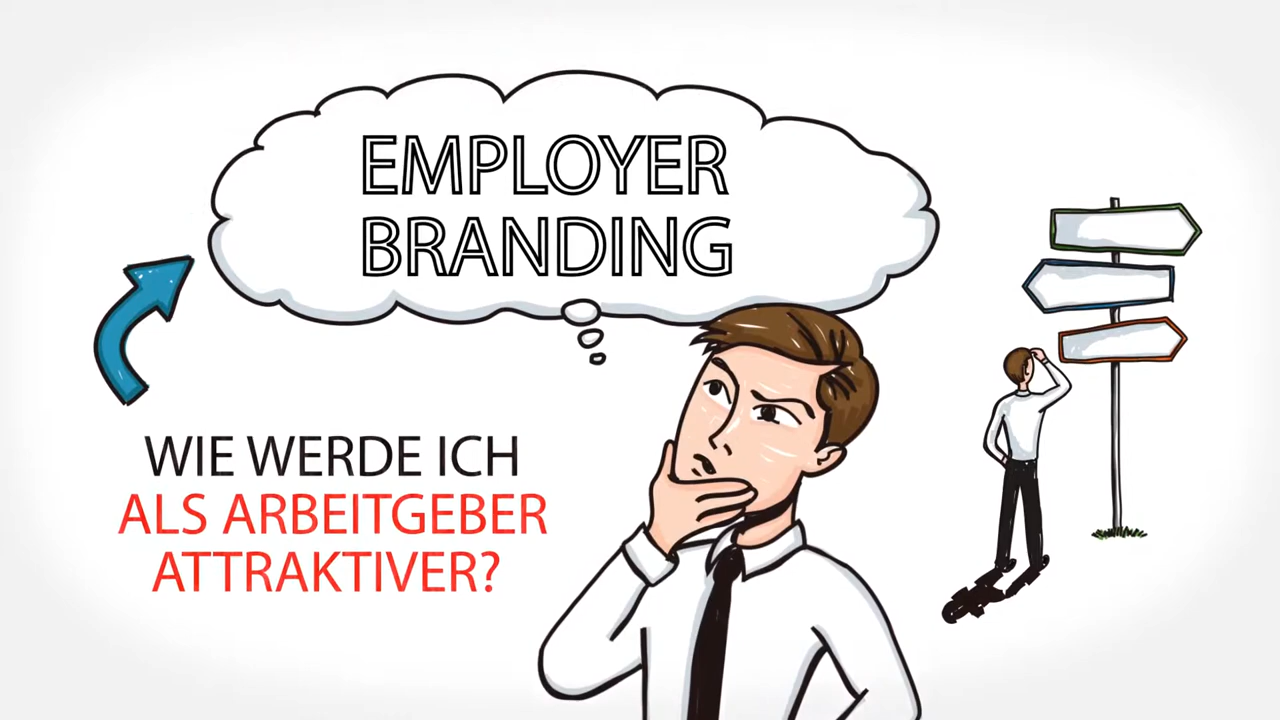 EMPLOYER
BRANDING
WIE WERDE ICH
ALS ARBEITGEBER
ATTRAKTIVER?